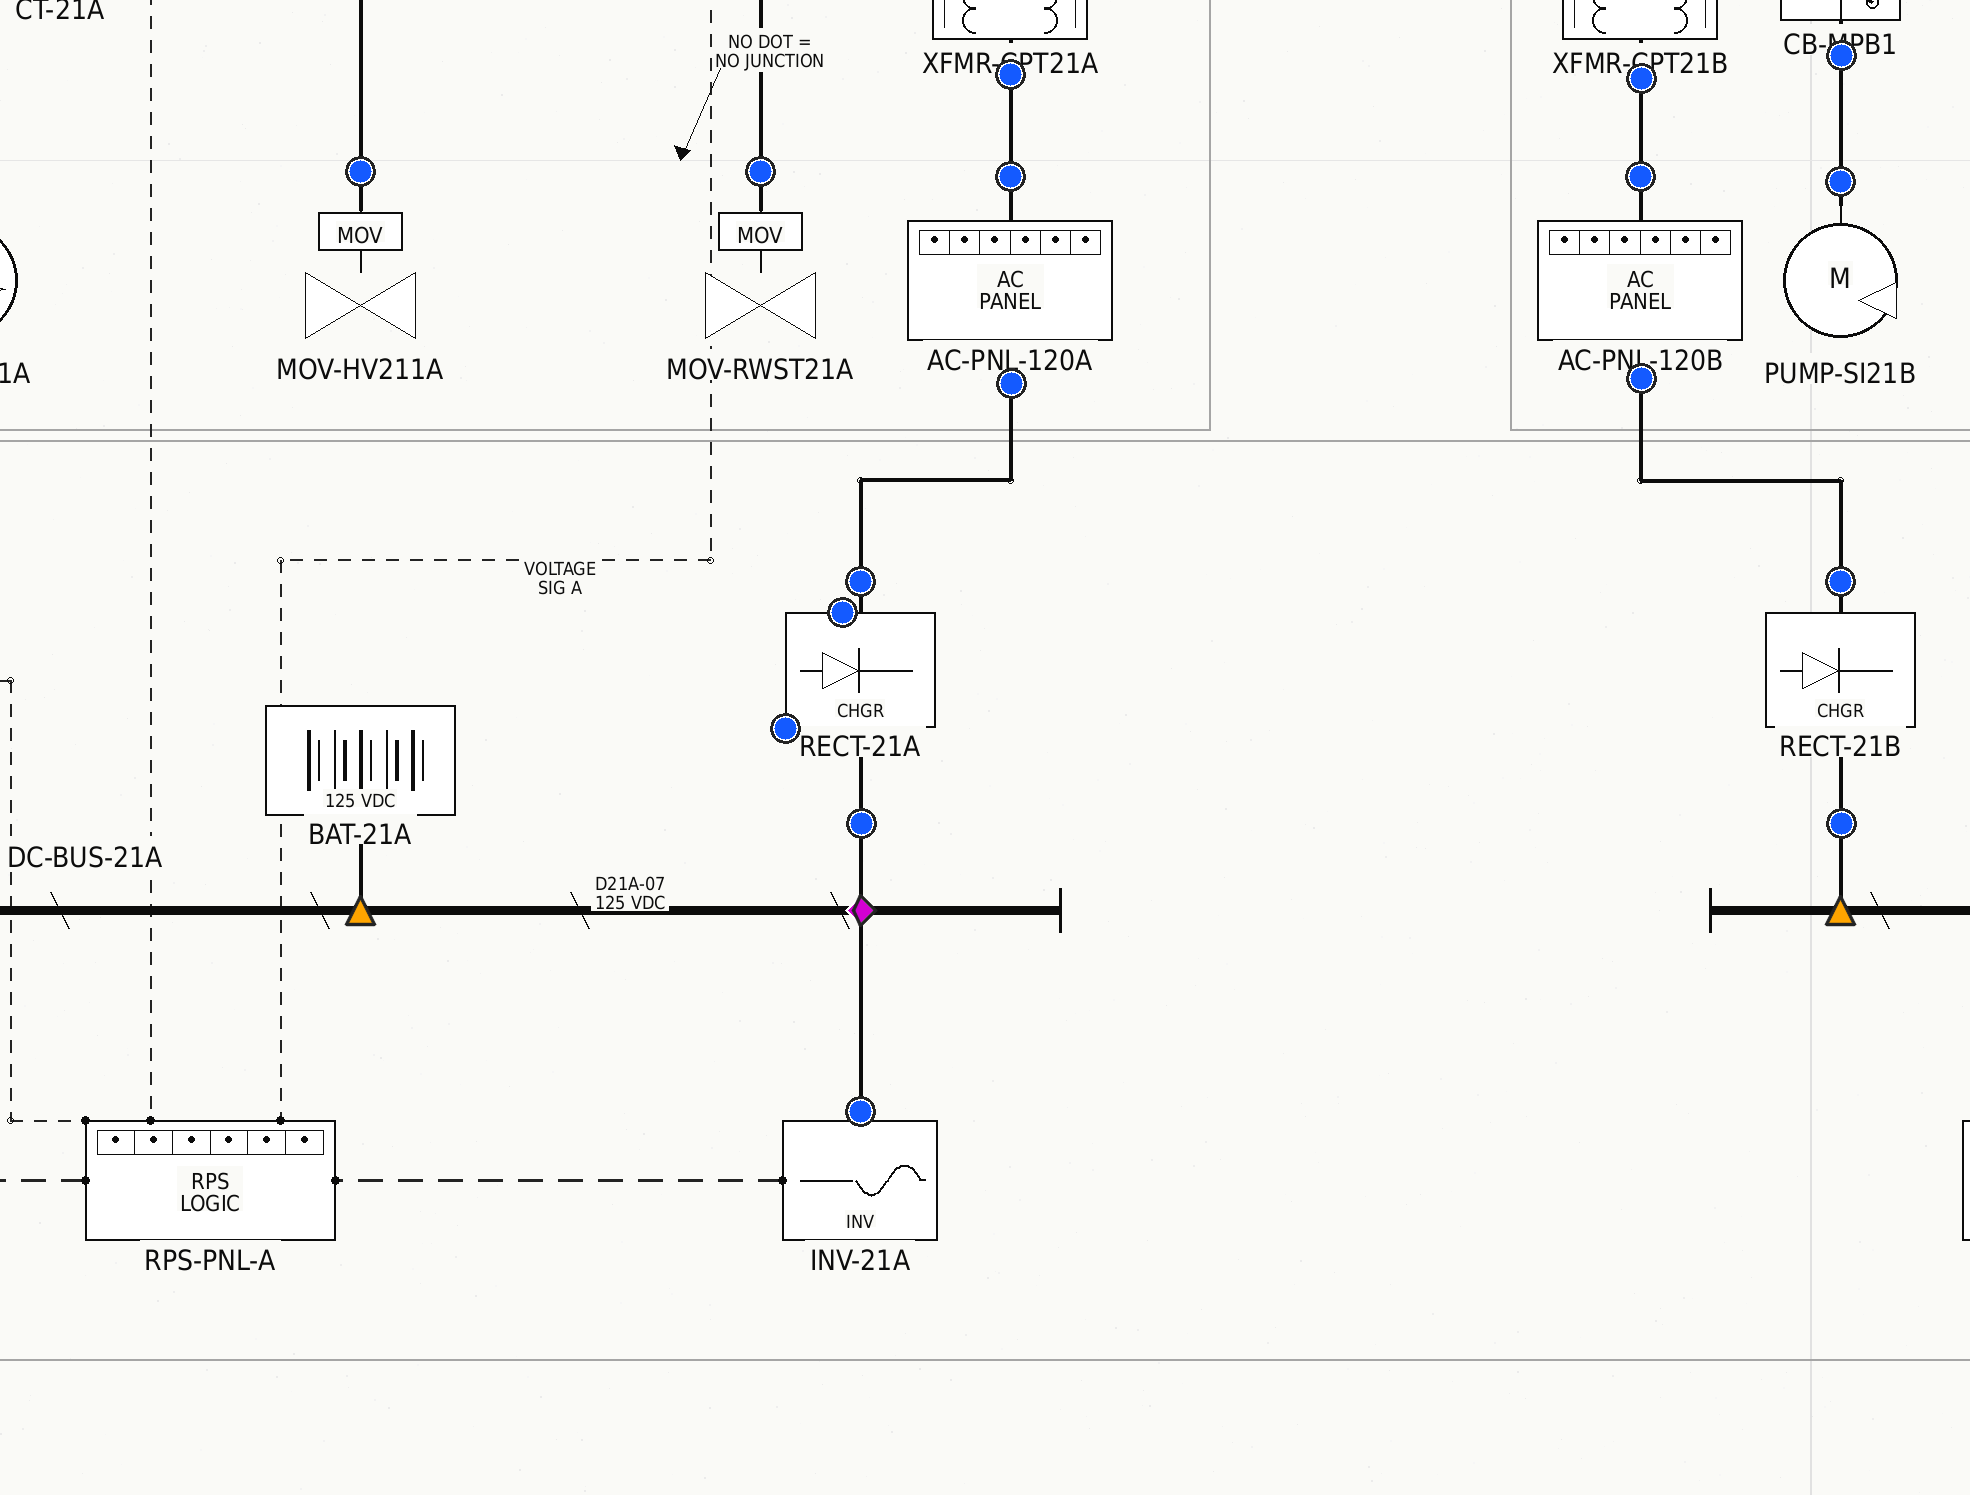 CT-21A
NO DOT =
NO JUNCTION
XFMR-CPT21A
XFMR-CPT21B
CB-MPB1
MOV
MOV
AC
PANEL
AC
PANEL
M
1A
MOV-HV211A
MOV-RWST21A
AC-PNL-120A
AC-PNL-120B
PUMP-SI21B
VOLTAGE
SIG A
CHGR
RECT-21A
CHGR
RECT-21B
125 VDC
BAT-21A
DC-BUS-21A
D21A-07
125 VDC
RPS
LOGIC
RPS-PNL-A
INV
INV-21A